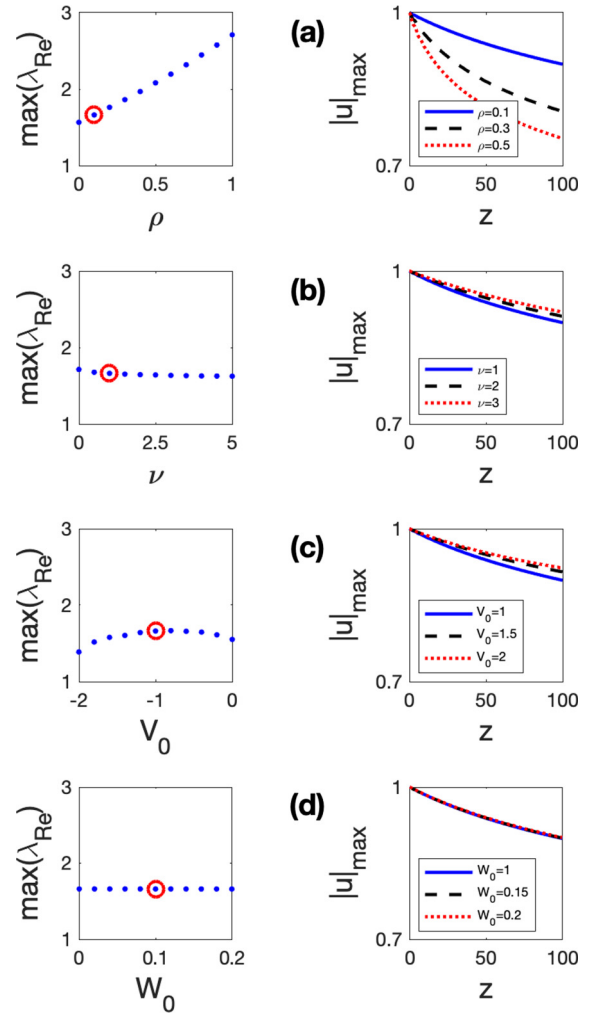 (a)
max(λRe)
3
2
1
0
0.5
1
ρ
|u|max
1
0.7
0
50
100
z
ρ=0.1
ρ=0.3
ρ=0.5
(b)
max(λRe)
3
2
1
0
2.5
5
ν
|u|max
1
0.7
0
50
100
z
ν=1
ν=2
ν=3
(c)
max(λRe)
3
2
1
-2
-1
0
V0
|u|max
1
0.7
0
50
100
z
V0=1
V0=1.5
V0=2
(d)
max(λRe)
3
2
1
0
0.1
0.2
W0
|u|max
1
0.7
0
50
100
z
W0=1
W0=0.15
W0=0.2